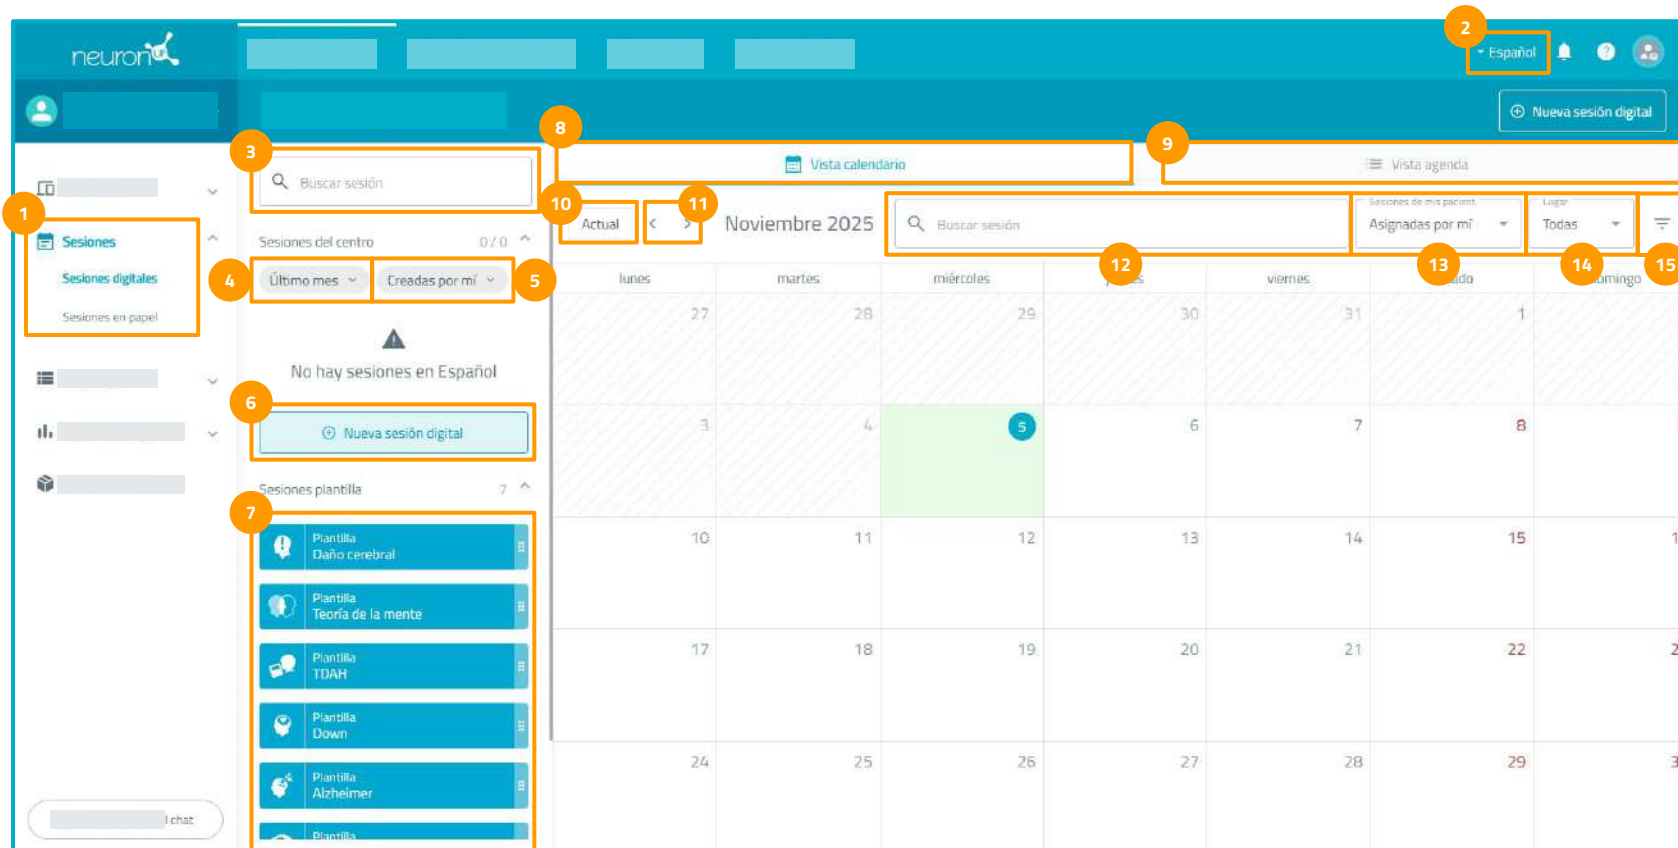 neuronUP
2
Español
?
Nueva sesión digital
1
Sesiones
Sesiones digitales
Sesiones en papel
l chat
3
Buscar sesión
Sesiones del centro 0 / 0
4
Último mes
Creadas por mí
5
No hay sesiones en Español
6
Nueva sesión digital
Sesiones plantilla 7
7
Plantilla
Daño cerebral
Plantilla
Teoría de la mente
Plantilla
TDAH
Plantilla
Down
Plantilla
Alzheimer
Plantilla
8
Vista calendario
9
Vista agenda
10
Actual
11
Noviembre 2025
Buscar sesión
12
Sesiones de mis pacient
Asignadas por mí
13
Lugar
Todas
14
15
lunes martes miércoles viernes
27 28 29 30 31 1
3 4 5 6 7 8
10 11 12 13 14 15 1
17 18 19 20 21 22 2
24 25 26 27 28 29 3